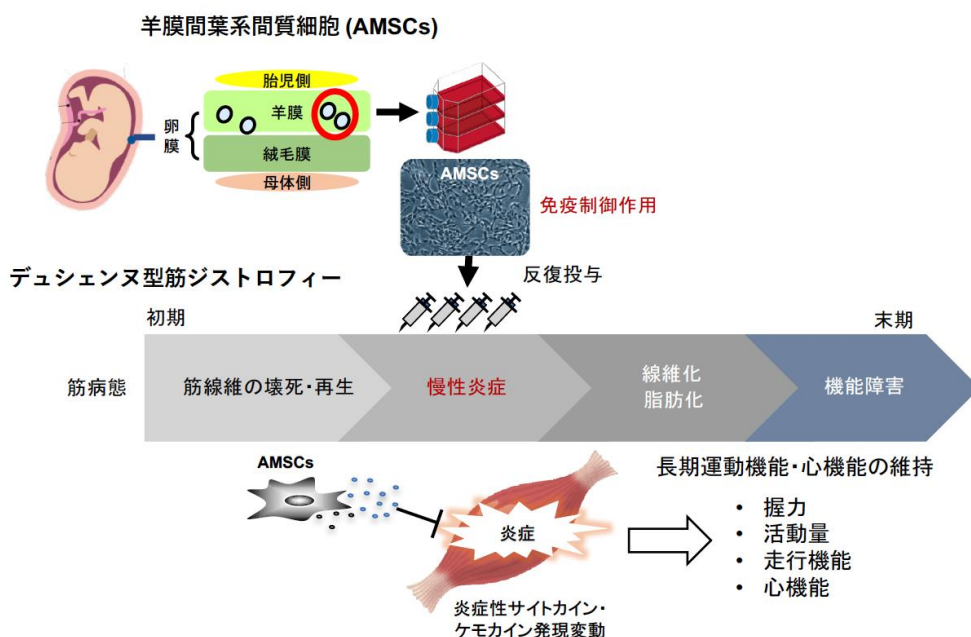 羊膜間葉系間質細胞 (AMSCs)
胎児側
羊膜
卵膜
絨毛膜
母体側
AMSCs
免疫制御作用
反復投与
デュシェンヌ型筋ジストロフィー
初期
末期
筋病態
筋線維の壊死・再生
慢性炎症
線維化
脂肪化
機能障害
AMSCs
炎症
炎症性サイトカイン・
ケモカイン発現変動
長期運動機能・心機能の維持
• 握力
• 活動量
• 走行機能
• 心機能